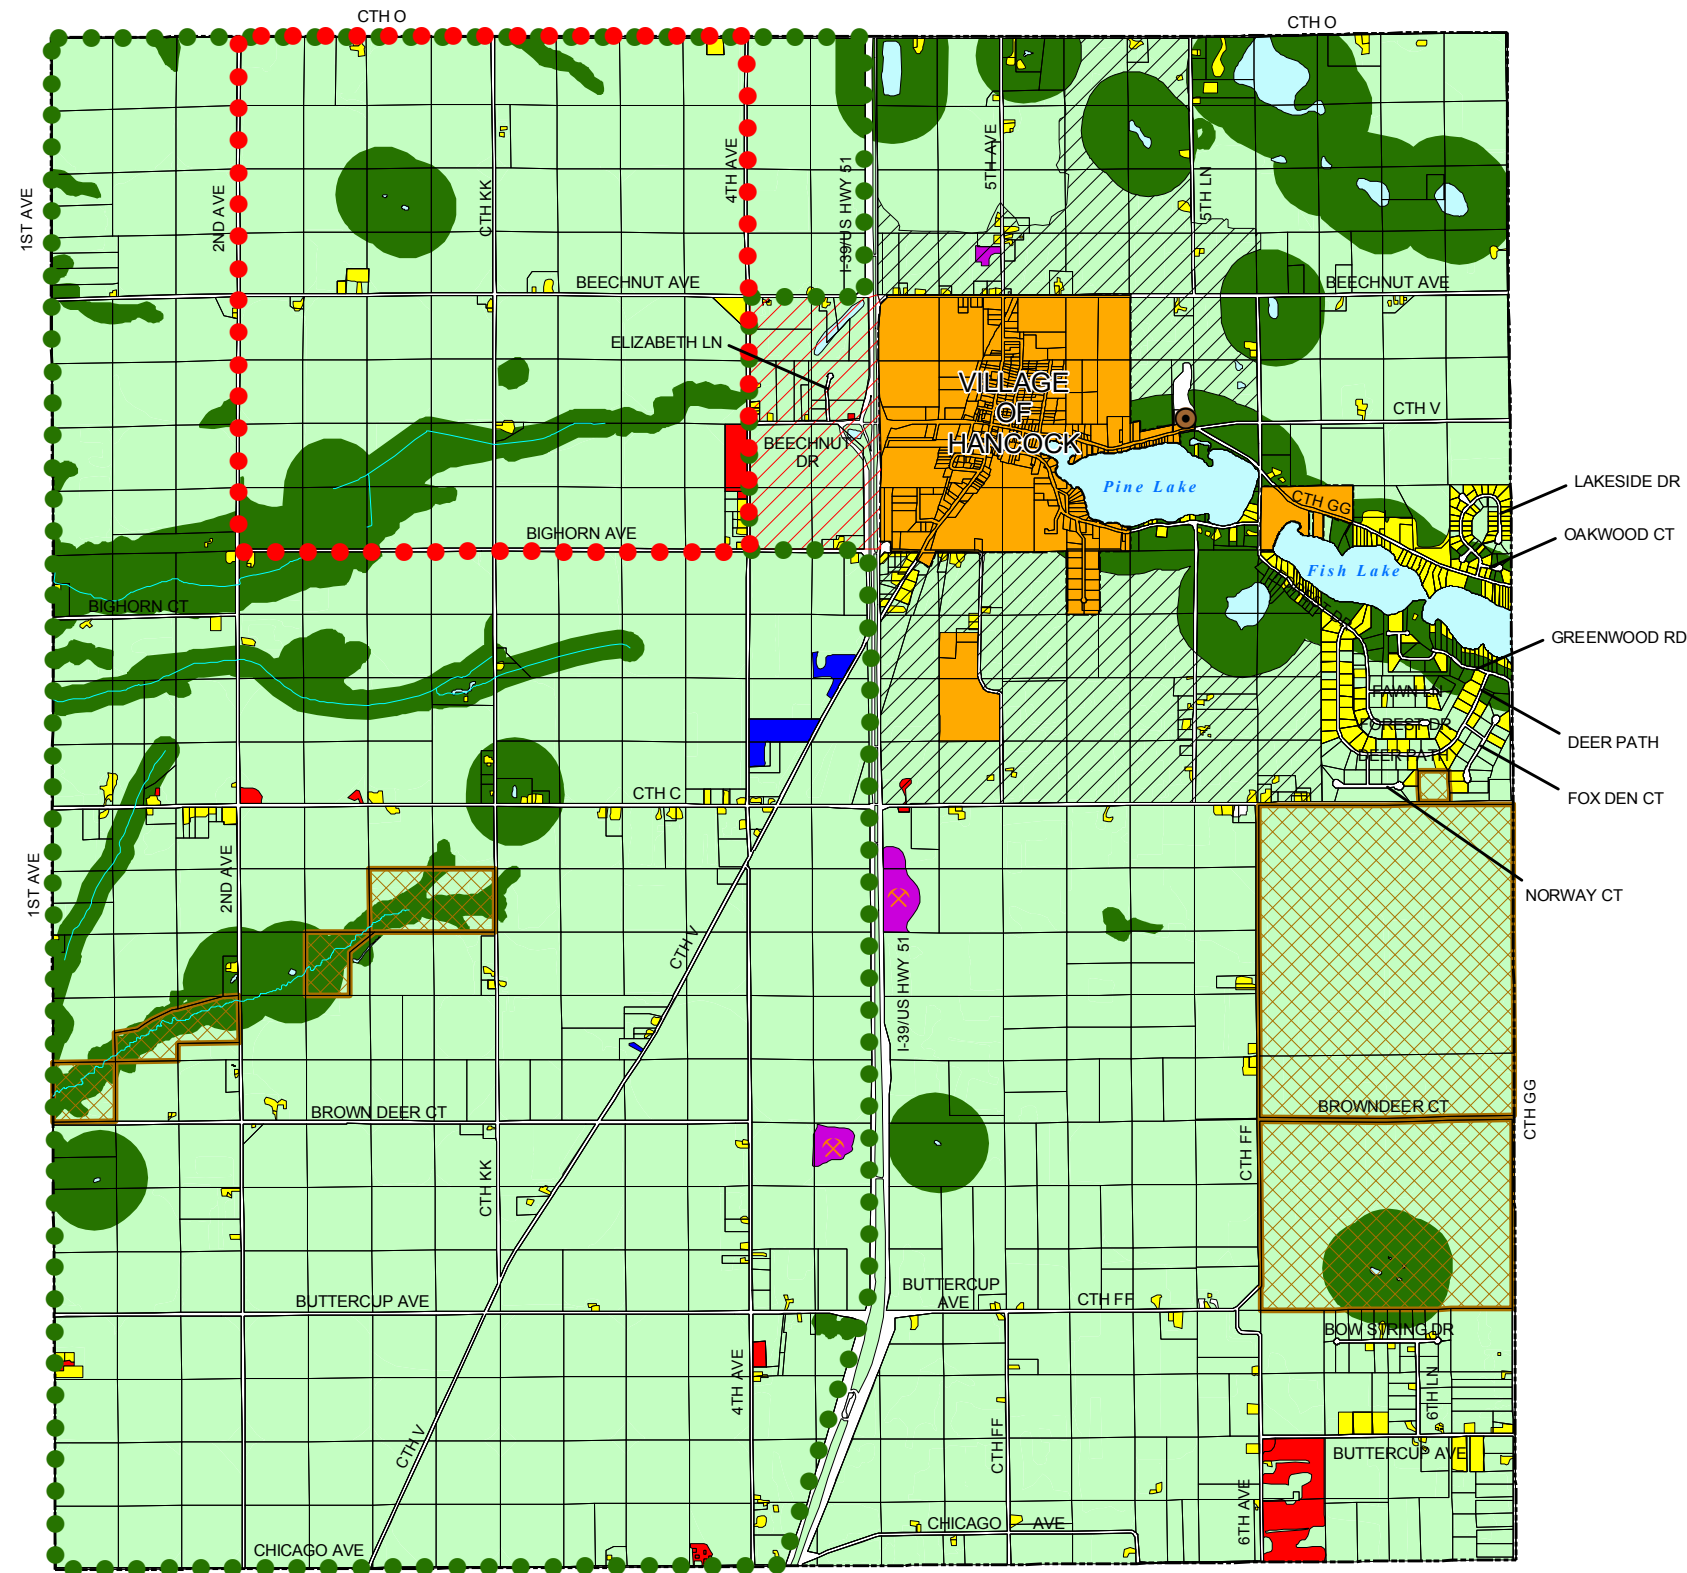 CTH O
CTH O
1ST AVE
2ND AVE
CTH KK
4TH AVE
I-39/US HWY 51
5TH AVE
5TH LN
BEECHNUT AVE
BEECHNUT AVE
ELIZABETH LN
VILLAGE
OF
HANCOCK
CTH V
BEECHNUT
DR
Pine Lake
CTH GG
LAKESIDE DR
OAKWOOD CT
BIGHORN AVE
Fish Lake
BIGHORN CT
GREENWOOD RD
FAWN LN
FOREST DR
DEER PATH
DEER PATH
FOX DEN CT
CTH C
NORWAY CT
1ST AVE
2ND AVE
CTH V
I-39/US HWY 51
BROWN DEER CT
BROWNDEER CT
CTH GG
CTH KK
CTH FF
BUTTERCUP AVE
BUTTERCUP
AVE
CTH FF
BOW STRING DR
4TH AVE
6TH LN
CTH V
CTH FF
BUTTERCUP AVE
6TH AVE
CHICAGO AVE
CHICAGO AVE